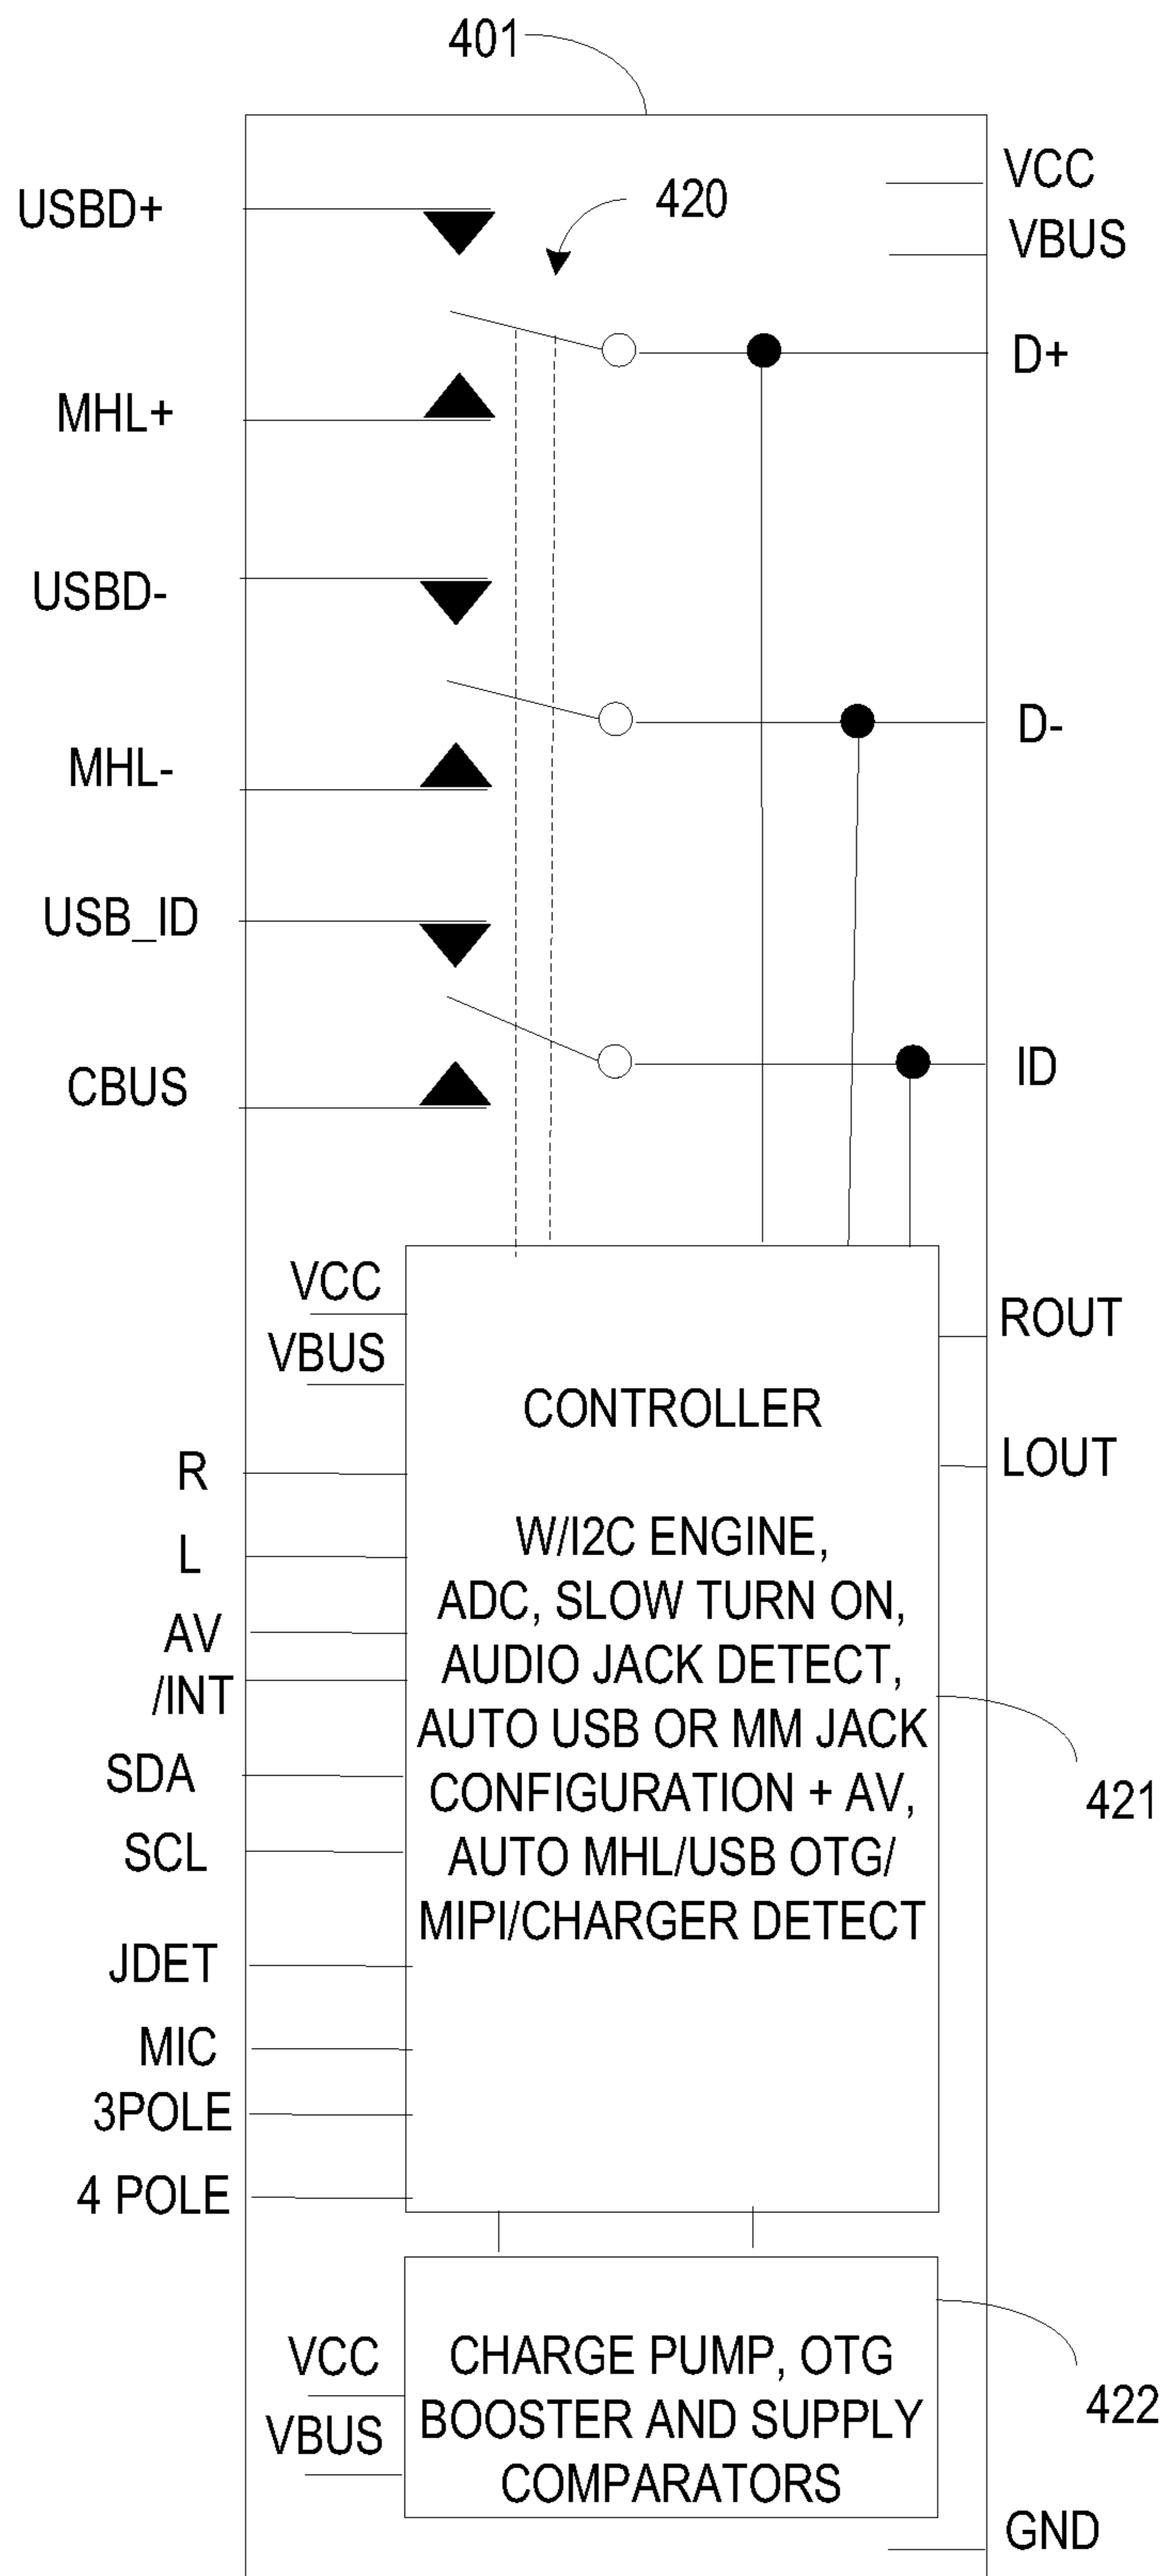 401
VCC
USBD+
420
VBUS
D+
MHL+
USBD-
D-
MHL-
USB_ID
ID
CBUS
VCC
ROUT
VBUS
CONTROLLER
LOUT
R
W/I2C ENGINE,
L
ADC, SLOW TURN ON,
AV
AUDIO JACK DETECT,
/INT
AUTO USB OR MM JACK
SDA
CONFIGURATION + AV,
421
SCL
AUTO MHL/USB OTG/
MIPI/CHARGER DETECT
JDET
MIC
3POLE
4 POLE
VCC
CHARGE PUMP, OTG
422
VBUS
BOOSTER AND SUPPLY
COMPARATORS
GND